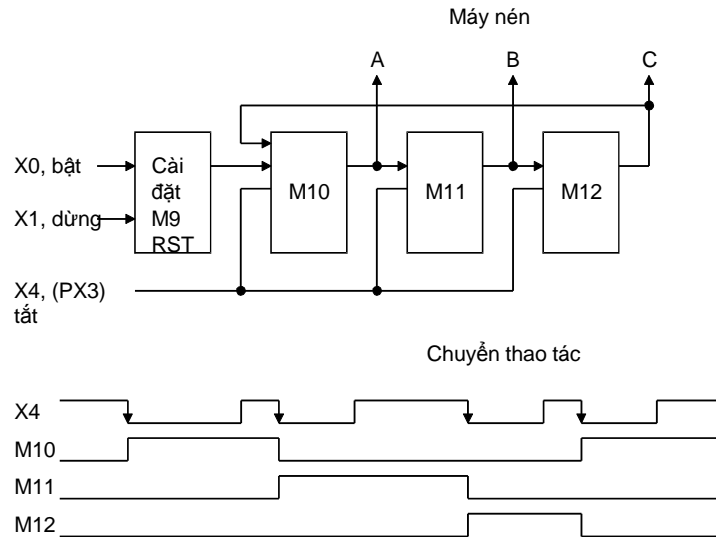 Máy nén
A B C
X0, bật
X1, dừng
Cài
đặt
M9
RST
M10
M11
M12
X4, (PX3)
tắt
Chuyển thao tác
X4
M10
M11
M12